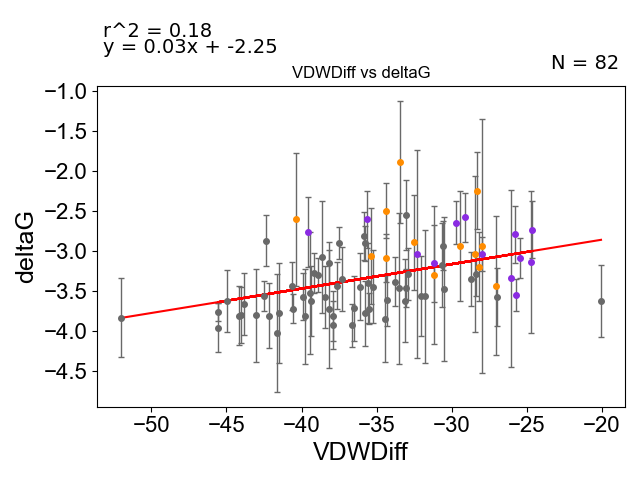 r^2 = 0.18
y = 0.03x + -2.25
N = 82
VDWDiff vs deltaG
−1.0
−1.5
−2.0
−2.5
−3.0
−3.5
−4.0
−4.5
deltaG
−50 −45 −40 −35 −30 −25 −20
VDWDiff